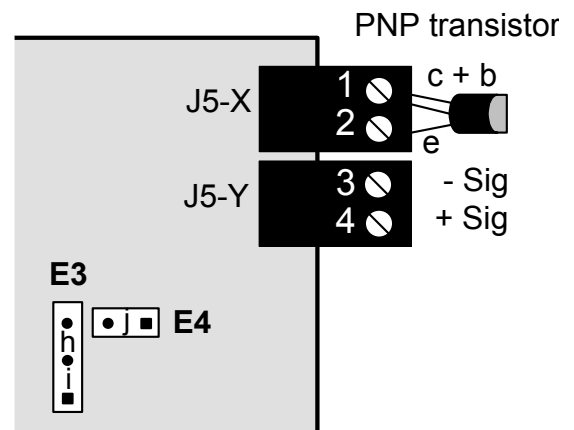 PNP transistor
J5-X
1
c + b
2
e
J5-Y
3
- Sig
4
+ Sig
E3
h
i
j
E4